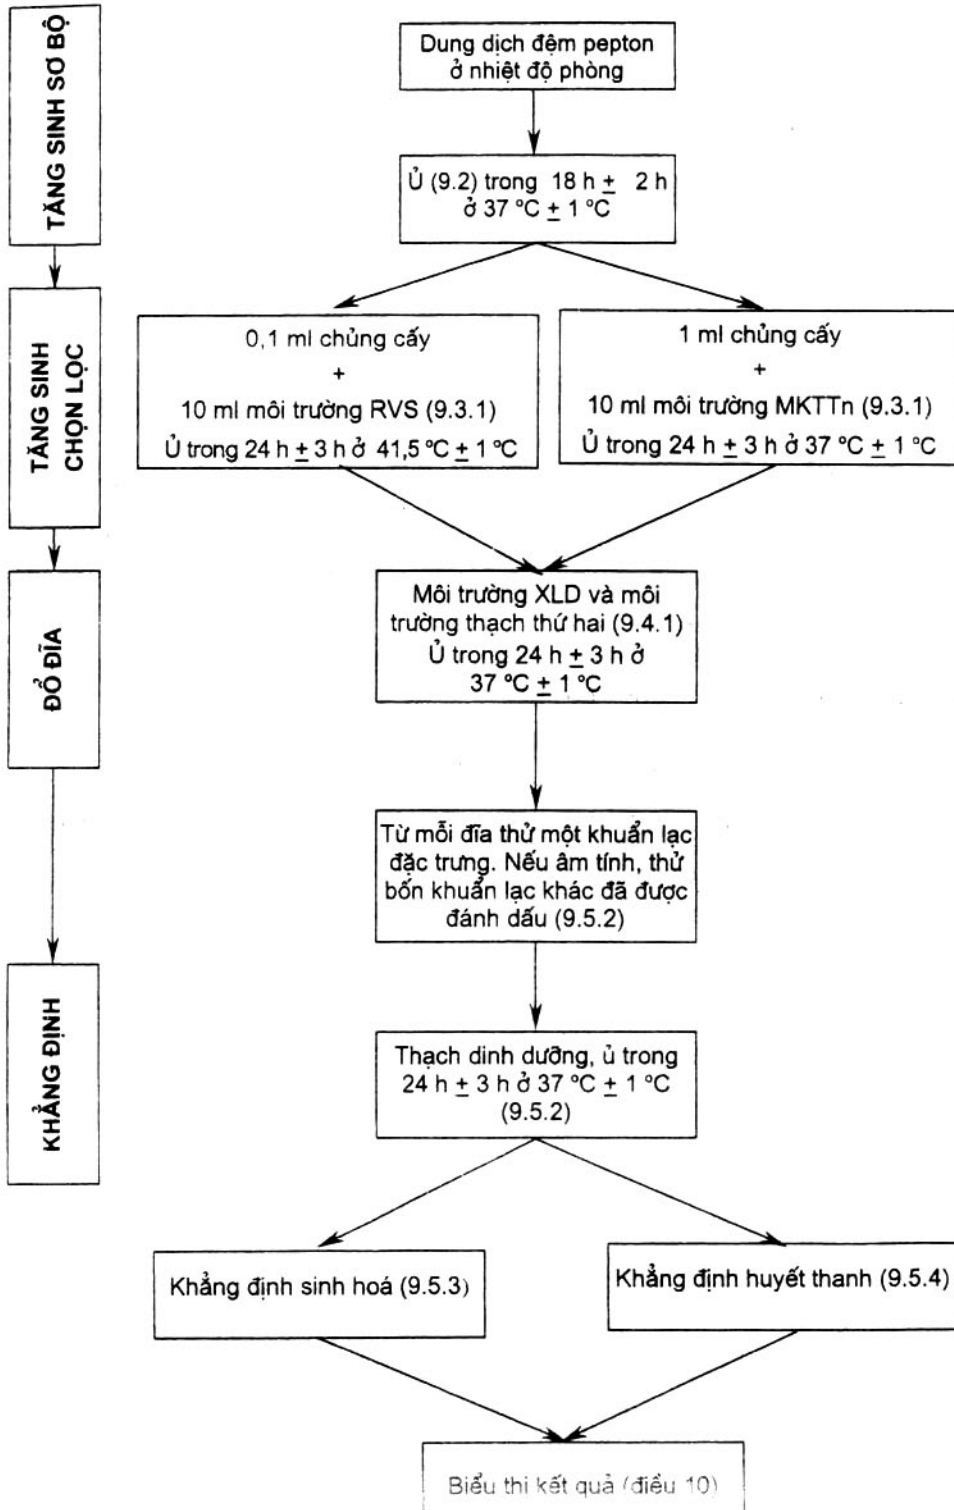 TĂNG SINH SƠ BỘ
Dung dịch đệm pepton
ở nhiệt độ phòng
Ủ (9.2) trong 18 h ± 2 h
ở 37 °C ± 1 °C
TĂNG SINH
CHỌN LỌC
0,1 ml chủng cấy
+
10 ml môi trường RVS (9.3.1)
Ủ trong 24 h ± 3 h ở 41,5 °C ± 1 °C
1 ml chủng cấy
+
10 ml môi trường MKTTn (9.3.1)
Ủ trong 24 h ± 3 h ở 37 °C ± 1 °C
ĐỔ ĐĨA
Môi trường XLD và môi
trường thạch thứ hai (9.4.1)
Ủ trong 24 h ± 3 h ở
37 °C ± 1 °C
Từ mỗi đĩa thử một khuẩn lạc
đặc trưng. Nếu âm tính, thử
bốn khuẩn lạc khác đã được
đánh dấu (9.5.2)
KHẲNG ĐỊNH
Thạch dinh dưỡng, ủ trong
24 h ± 3 h ở 37 °C ± 1 °C
(9.5.2)
Khẳng định sinh hoá (9.5.3)
Khẳng định huyết thanh (9.5.4)
Biểu thị kết quả (điều 10)